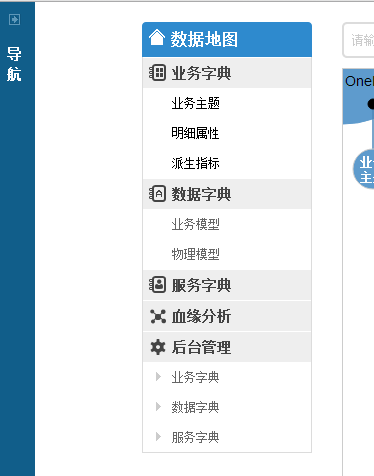 导
航
数据地图
业务字典
业务主题
明细属性
派生指标
数据字典
业务模型
物理模型
服务字典
血缘分析
后台管理
业务字典
数据字典
服务字典
请输
One
业
主